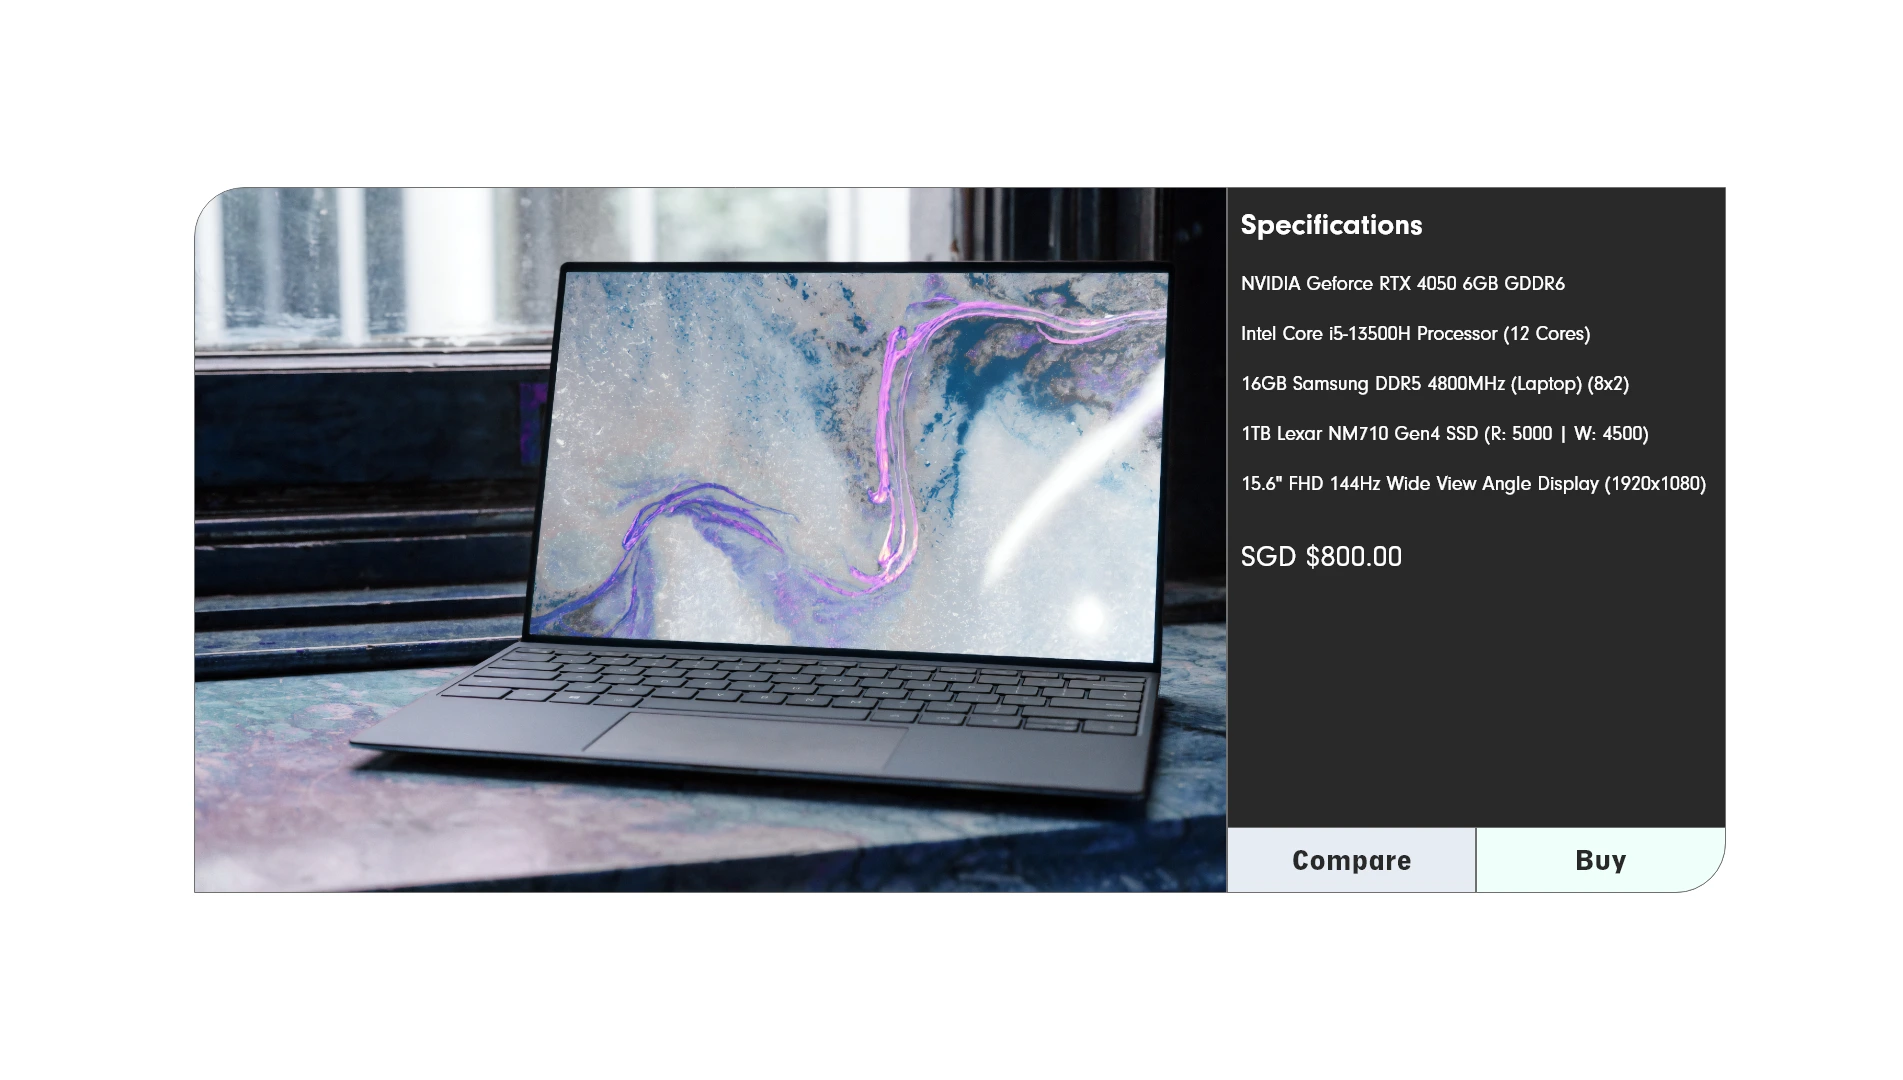 Specifications
NVIDIA Geforce RTX 4050 6GB GDDR6
Intel Core i5-13500H Processor (12 Cores)
16GB Samsung DDR5 4800MHz (Laptop) (8x2)
1TB Lexar NM710 Gen4 SSD (R: 5000 | W: 4500)
15.6" FHD 144Hz Wide View Angle Display (1920x1080)
SGD $800.00
Compare
Buy